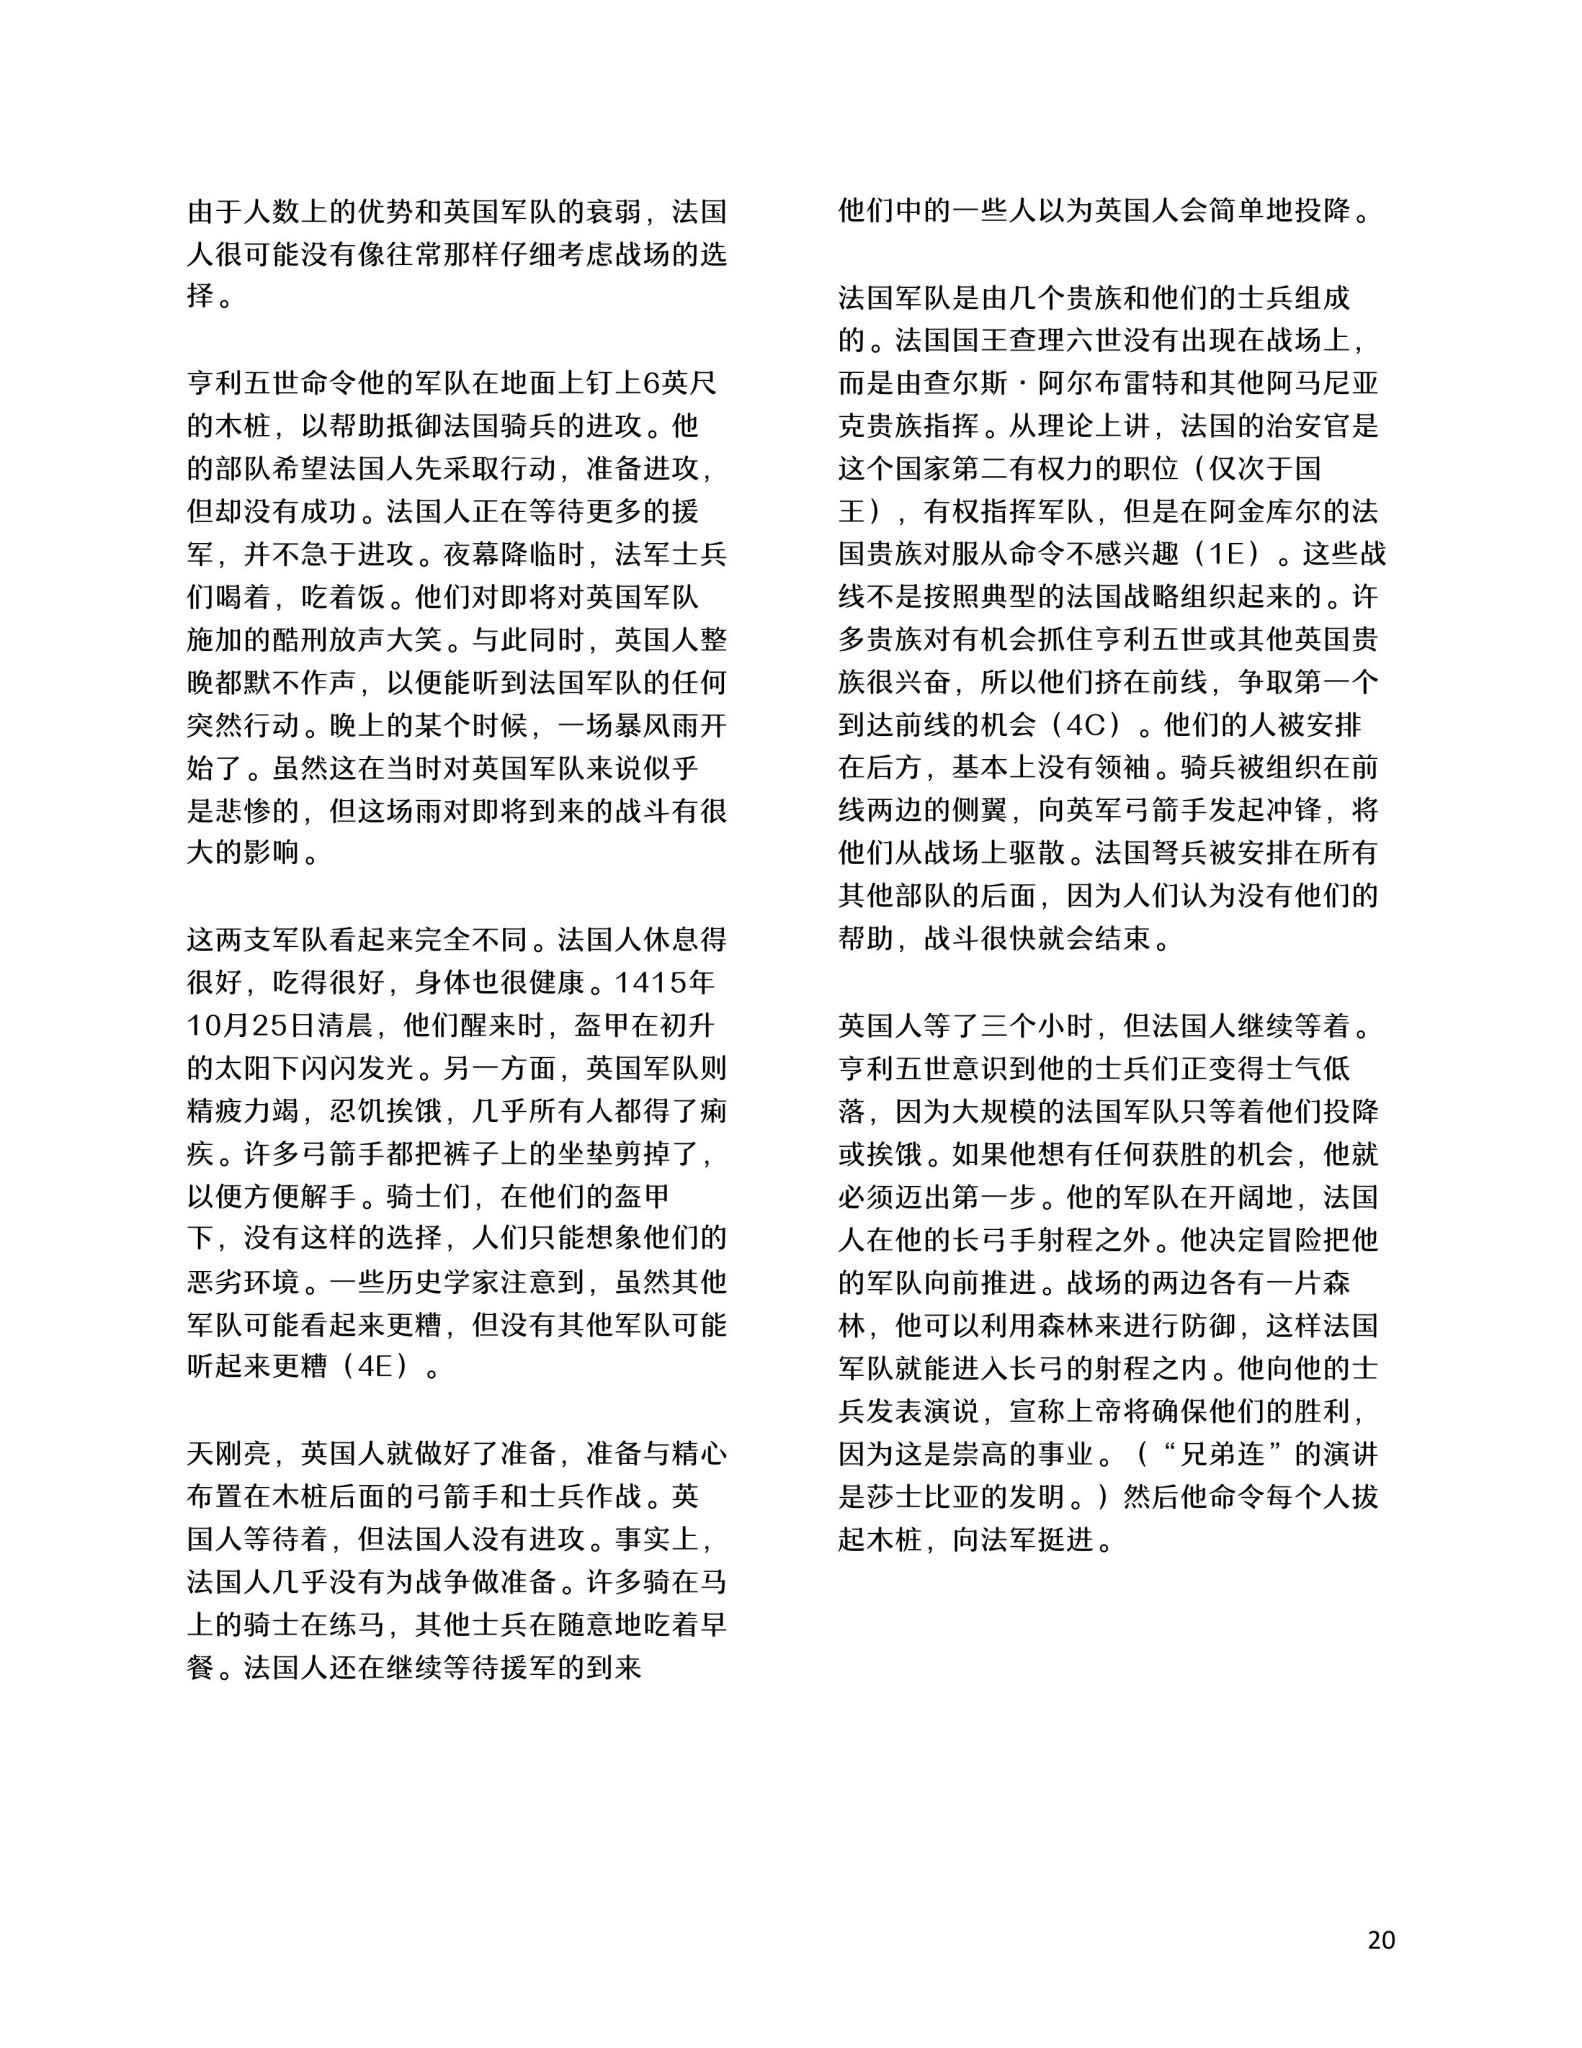 由于人数上的优势和英国军队的衰弱，法国
人很可能没有像往常那样仔细考虑战场的选
择。
亨利五世命令他的军队在地面上钉上6英尺
的木桩，以帮助抵御法国骑兵的进攻。他
的部队希望法国人先采取行动，准备进攻，
但却没有成功。法国人正在等待更多的援
军，并不急于进攻。夜幕降临时，法军士兵
们喝着，吃着饭。他们对即将对英国军队
施加的酷刑放声大笑。与此同时，英国人整
晚都默不作声，以便能听到法国军队的任何
突然行动。晚上的某个时候，一场暴风雨开
始了。虽然这在当时对英国军队来说似乎
是悲惨的，但这场雨对即将到来的战斗有很
大的影响。
这两支军队看起来完全不同。法国人休息得
很好，吃得很好，身体也很健康。1415年
10月25日清晨，他们醒来时，盔甲在初升
的太阳下闪闪发光。另一方面，英国军队则
精疲力竭，忍饥挨饿，几乎所有人都得了痢
疾。许多弓箭手都把裤子上的坐垫剪掉了，
以便方便解手。骑士们，在他们的盔甲
下，没有这样的选择，人们只能想象他们的
恶劣环境。一些历史学家注意到，虽然其他
军队可能看起来更糟，但没有其他军队可能
听起来更糟（4E）。
天刚亮，英国人就做好了准备，准备与精心
布置在木桩后面的弓箭手和士兵作战。英
国人等待着，但法国人没有进攻。事实上，
法国人几乎没有为战争做准备。许多骑在马
上的骑士在练马，其他士兵在随意地吃着早
餐。法国人还在继续等待援军的到来
他们中的一些人以为英国人会简单地投降。
法国军队是由几个贵族和他们的士兵组成
的。法国国王查理六世没有出现在战场上，
而是由查尔斯·阿尔布雷特和其他阿马尼亚
克贵族指挥。从理论上讲，法国的治安官是
这个国家第二有权力的职位（仅次于国
王），有权指挥军队，但是在阿金库尔的法
国贵族对服从命令不感兴趣（1E）。这些战
线不是按照典型的法国战略组织起来的。许
多贵族对有机会抓住亨利五世或其他英国贵
族很兴奋，所以他们挤在前线，争取第一个
到达前线的机会（4C）。他们的人被安排
在后方，基本上没有领袖。骑兵被组织在前
线两边的侧翼，向英军弓箭手发起冲锋，将
他们从战场上驱散。法国弩兵被安排在所有
其他部队的后面，因为人们认为没有他们的
帮助，战斗很快就会结束。
英国人等了三个小时，但法国人继续等着。
亨利五世意识到他的士兵们正变得士气低
落，因为大规模的法国军队只等着他们投降
或挨饿。如果他想有任何获胜的机会，他就
必须迈出第一步。他的军队在开阔地，法国
人在他的长弓手射程之外。他决定冒险把他
的军队向前推进。战场的两边各有一片森
林，他可以利用森林来进行防御，这样法国
军队就能进入长弓的射程之内。他向他的士
兵发表演说，宣称上帝将确保他们的胜利，
因为这是崇高的事业。（“兄弟连”的演讲
是莎士比亚的发明。）然后他命令每个人拔
起木桩，向法军挺进。
20